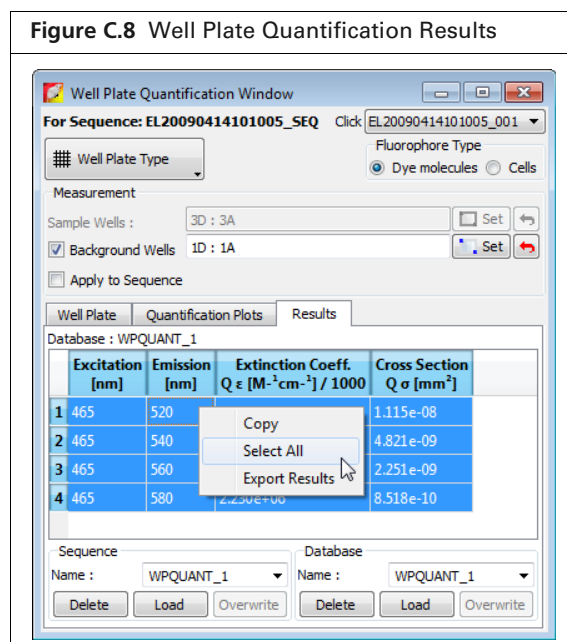 Figure C.8 Well Plate Quantification Results
Well Plate Quantification Window
For Sequence: EL20090414101005_SEQ Click EL20090414101005_001
Well Plate Type
Fluorophore Type
Dye molecules Cells
Measurement
Sample Wells : 3D : 3A Set
Background Wells 1D : 1A Set
Apply to Sequence
Well Plate Quantification Plots Results
Database : WPQUANT_1
Excitation [nm] Emission [nm] Extinction Coeff. Q ε [M-¹cm-¹] / 1000 Cross Section Q σ [mm²]
1 465 520 1.115e-08
2 465 540 4.821e-09
3 465 560 2.251e-09
4 465 580 2.230e+06 8.518e-10
Copy
Select All
Export Results
Sequence
Name : WPQUANT_1
Delete Load Overwrite
Database
Name : WPQUANT_1
Delete Load Overwrite